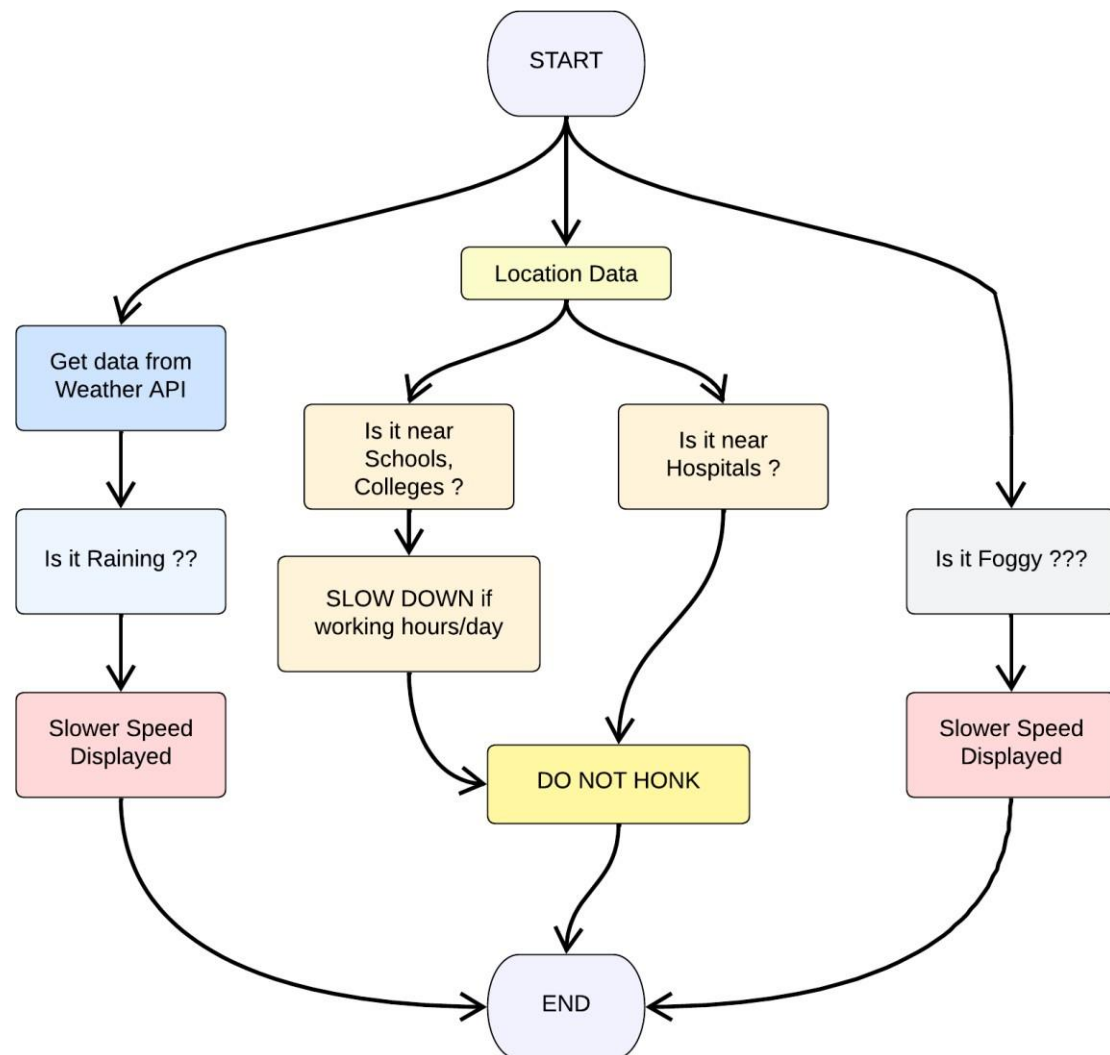 START
Location Data
Get data from
Weather API
Is it near
Schools,
Colleges ?
Is it near
Hospitals ?
Is it Raining ??
SLOW DOWN if
working hours/day
Is it Foggy ???
Slower Speed
Displayed
DO NOT HONK
Slower Speed
Displayed
END